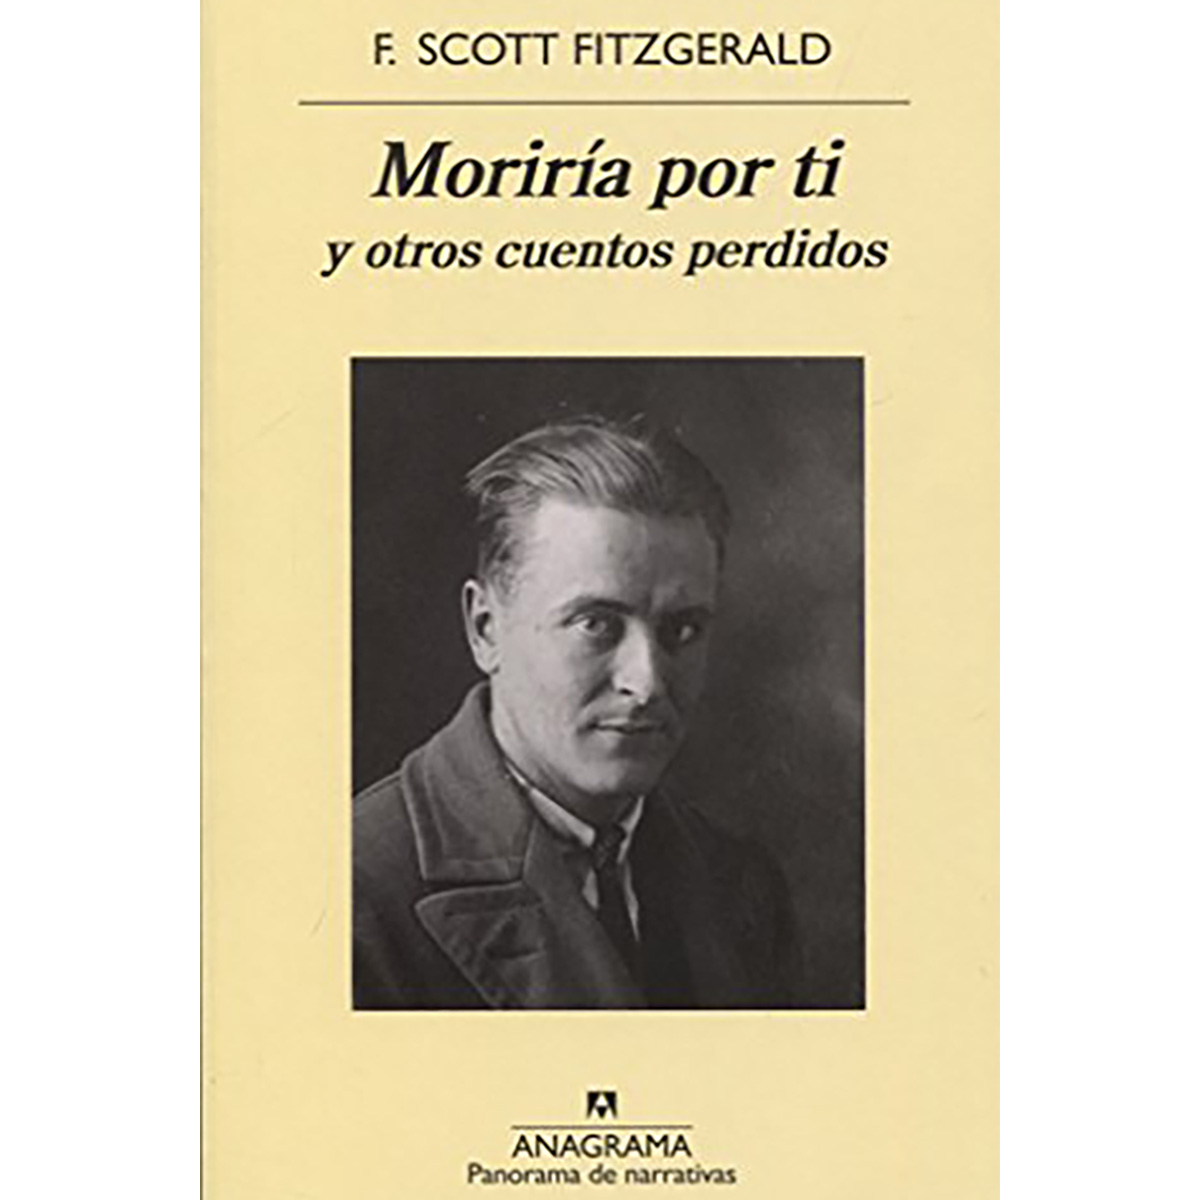 F. SCOTT FITZGERALD
Moriría por ti
y otros cuentos perdidos
ANAGRAMA
Panorama de narrativas